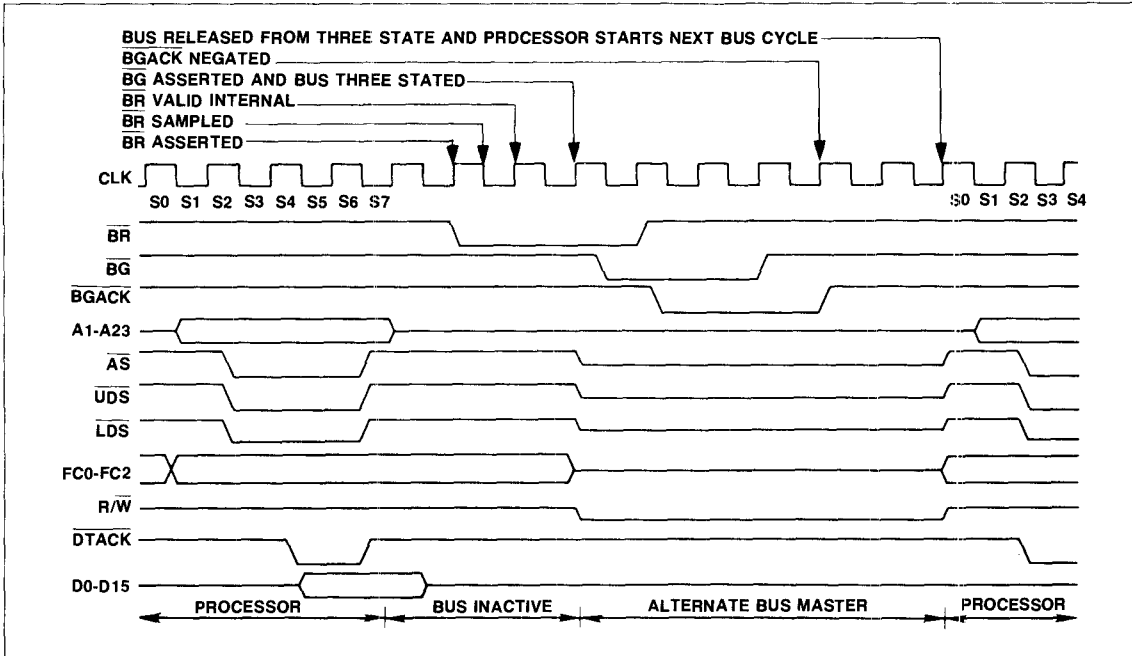 BUS RELEASED FROM THREE STATE AND PRDCESSOR STARTS NEXT BUS CYCLE
BGACK NEGATED
BG ASSERTED AND BUS THREE STATED
BR VALID INTERNAL
BR SAMPLED
BR ASSERTED
CLK
S0 S1 S2 S3 S4 S5 S6 S7 S0 S1 S2 S3 S4
BR
BG
BGACK
A1-A23
AS
UDS
LDS
FC0-FC2
R/W
DTACK
D0-D15
PROCESSOR BUS INACTIVE ALTERNATE BUS MASTER PROCESSOR